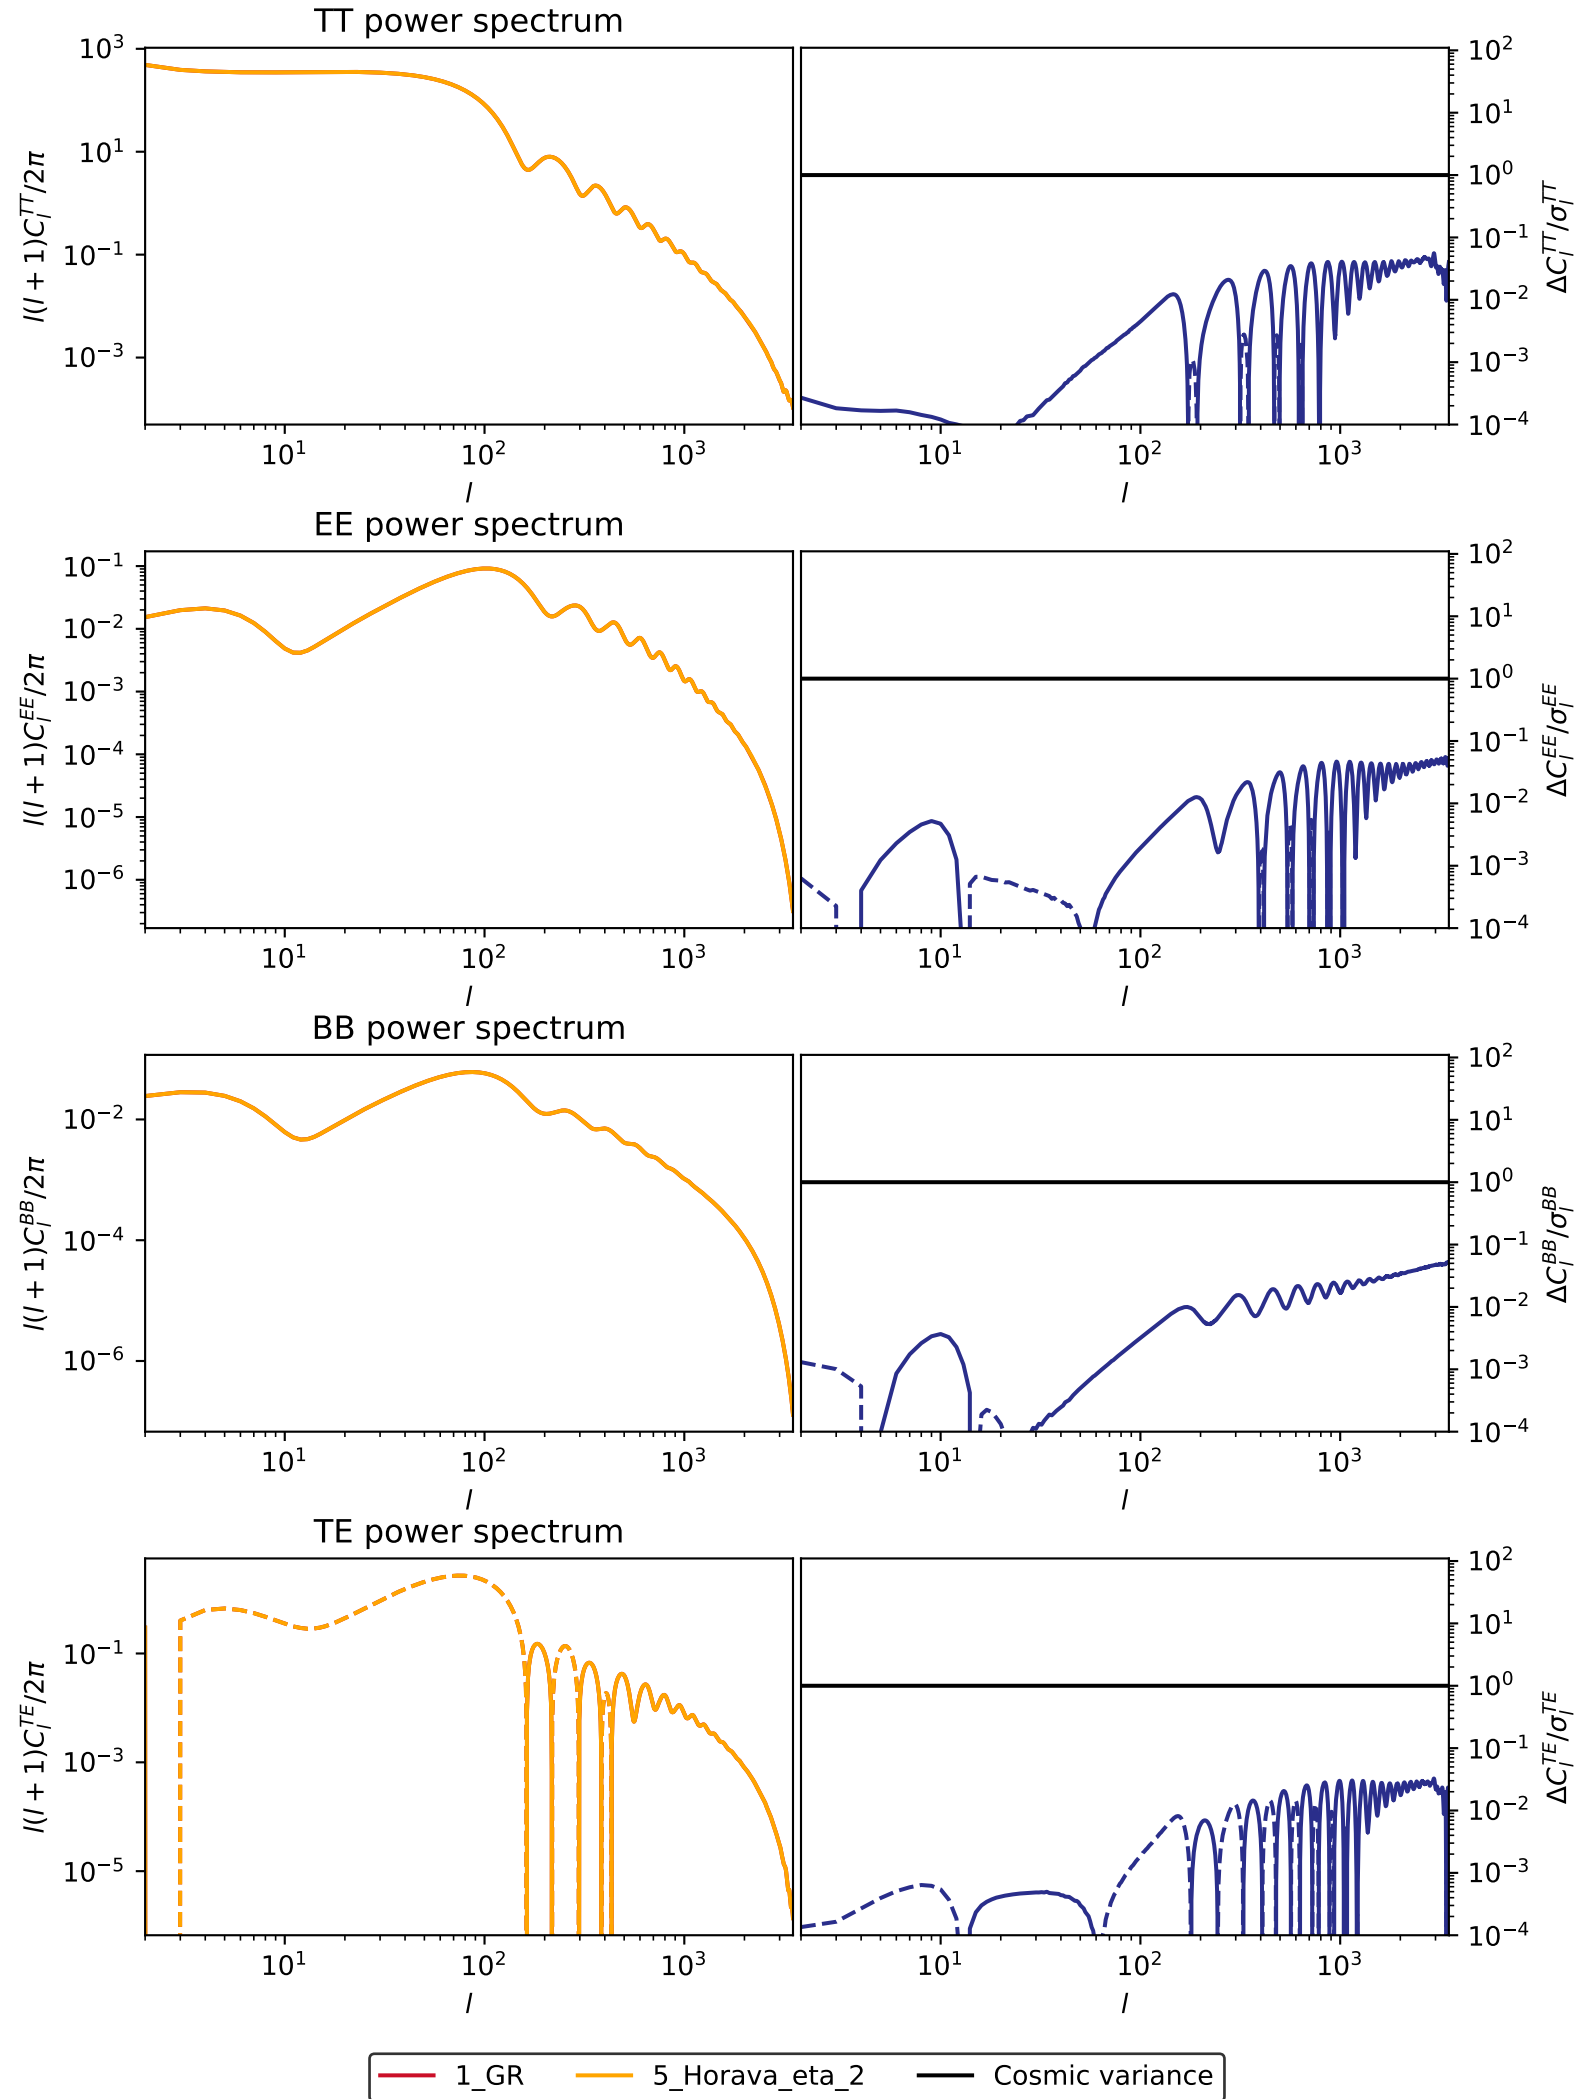 TT power spectrum
l(l + 1)C_l^{TT}/2π
10^3
10^1
10^{-1}
10^{-3}
10^1 10^2 10^3
l
10^1 10^2 10^3
l
10^2
10^1
10^0
10^{-1}
10^{-2}
10^{-3}
10^{-4}
ΔC_l^{TT}/σ_l^{TT}
EE power spectrum
l(l + 1)C_l^{EE}/2π
10^{-1}
10^{-2}
10^{-3}
10^{-4}
10^{-5}
10^{-6}
10^1 10^2 10^3
l
10^1 10^2 10^3
l
10^2
10^1
10^0
10^{-1}
10^{-2}
10^{-3}
10^{-4}
ΔC_l^{EE}/σ_l^{EE}
BB power spectrum
l(l + 1)C_l^{BB}/2π
10^{-2}
10^{-4}
10^{-6}
10^1 10^2 10^3
l
10^1 10^2 10^3
l
10^2
10^1
10^0
10^{-1}
10^{-2}
10^{-3}
10^{-4}
ΔC_l^{BB}/σ_l^{BB}
TE power spectrum
l(l + 1)C_l^{TE}/2π
10^{-1}
10^{-3}
10^{-5}
10^1 10^2 10^3
l
10^1 10^2 10^3
l
10^2
10^1
10^0
10^{-1}
10^{-2}
10^{-3}
10^{-4}
ΔC_l^{TE}/σ_l^{TE}
1_GR 5_Horava_eta_2 Cosmic variance